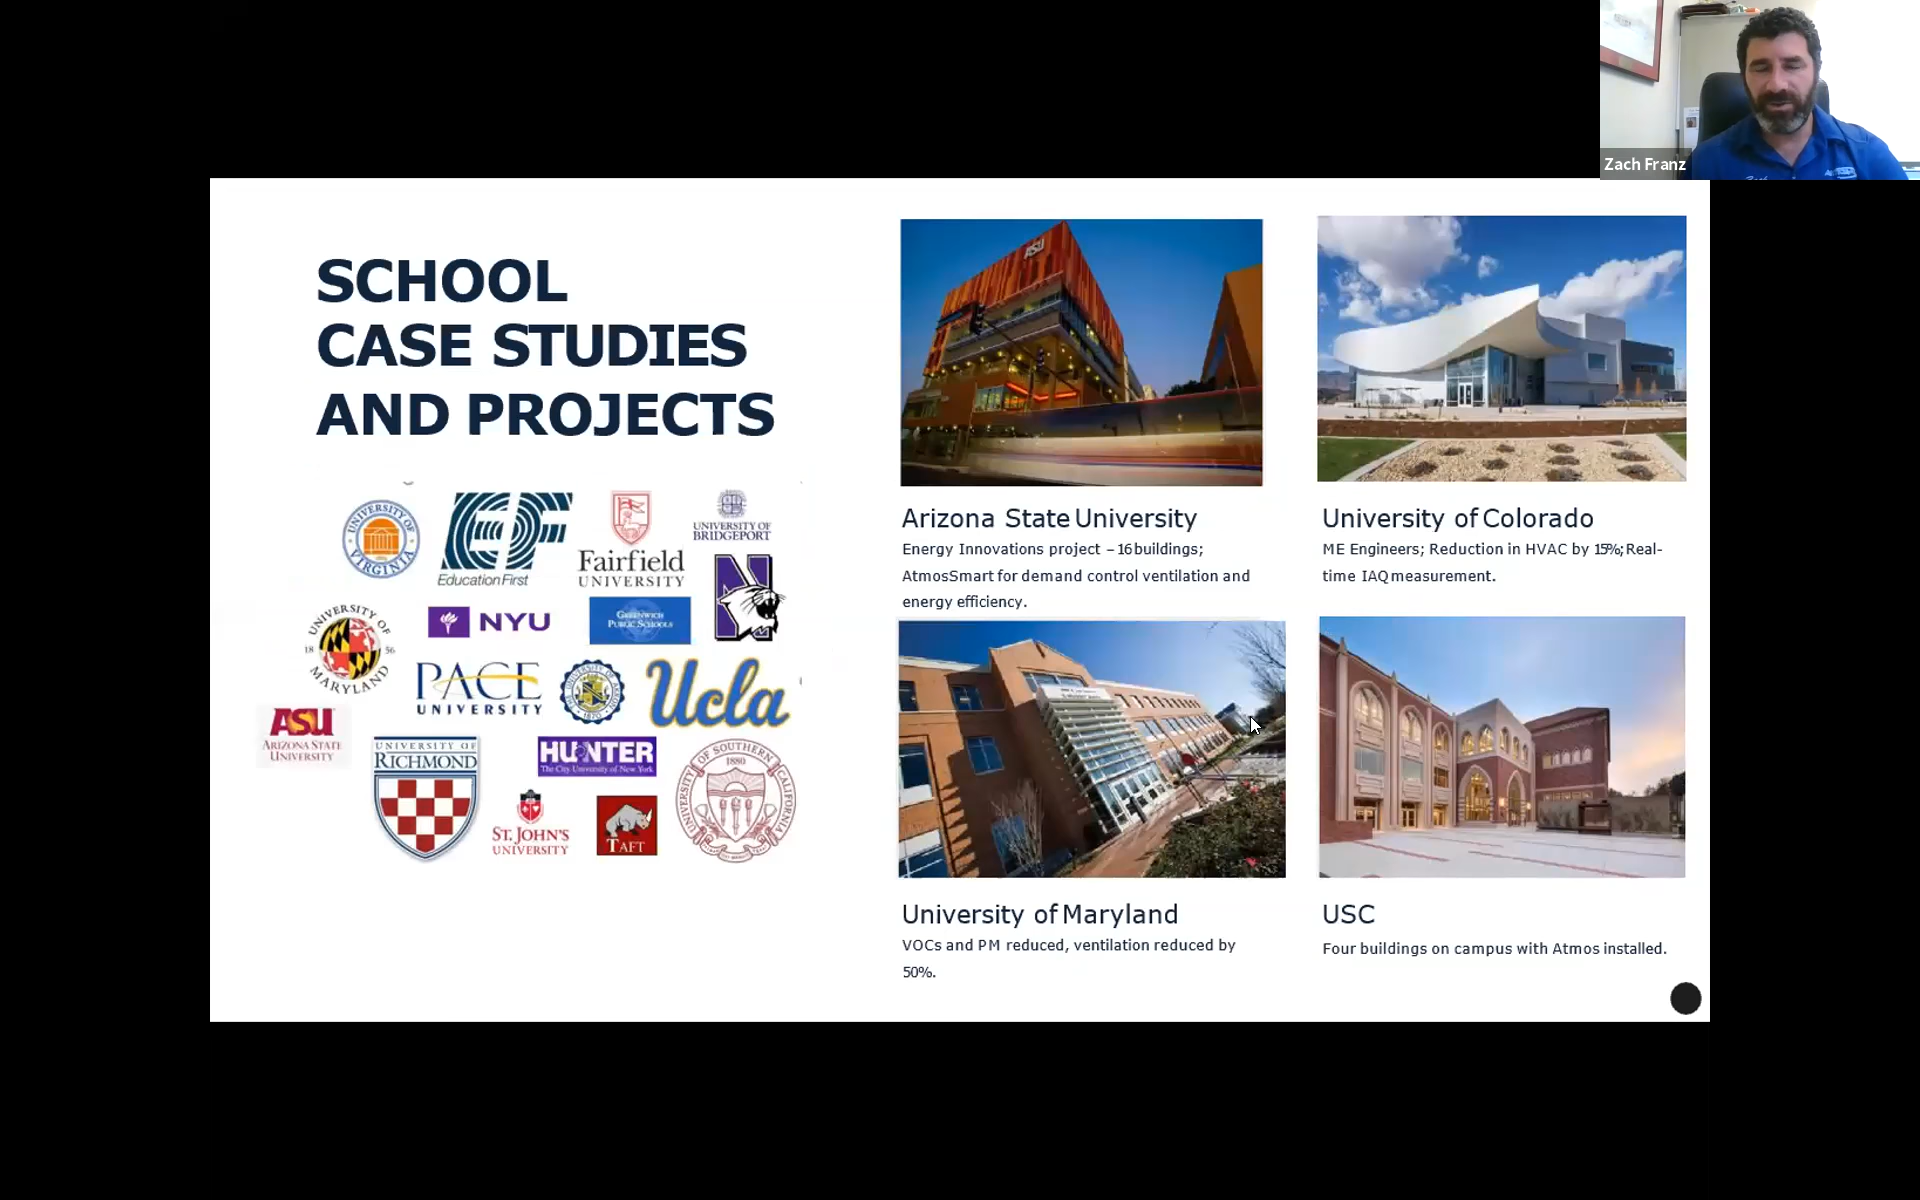 Zach Franz
SCHOOL
CASE STUDIES
AND PROJECTS
UNIVERSITY OF
VIRGINIA
EF
Education First
Fairfield
UNIVERSITY
UNIVERSITY OF
BRIDGEPORT
N
UNIVERSITY OF
MARYLAND
18 56
NYU
GREENWICH
PUBLIC SCHOOLS
PACE
UNIVERSITY
1870
Ucla
ASU
ARIZONA STATE
UNIVERSITY
UNIVERSITY OF
RICHMOND
HUNTER
The City University of New York
ST. JOHN'S
UNIVERSITY
TAFT
UNIVERSITY OF SOUTHERN CALIFORNIA
1880
ASU
Arizona State University
Energy Innovations project – 16 buildings;
AtmosSmart for demand control ventilation and
energy efficiency.
University of Colorado
ME Engineers; Reduction in HVAC by 15%; Real-
time IAQ measurement.
University of Maryland
VOCs and PM reduced, ventilation reduced by
50%.
USC
Four buildings on campus with Atmos installed.